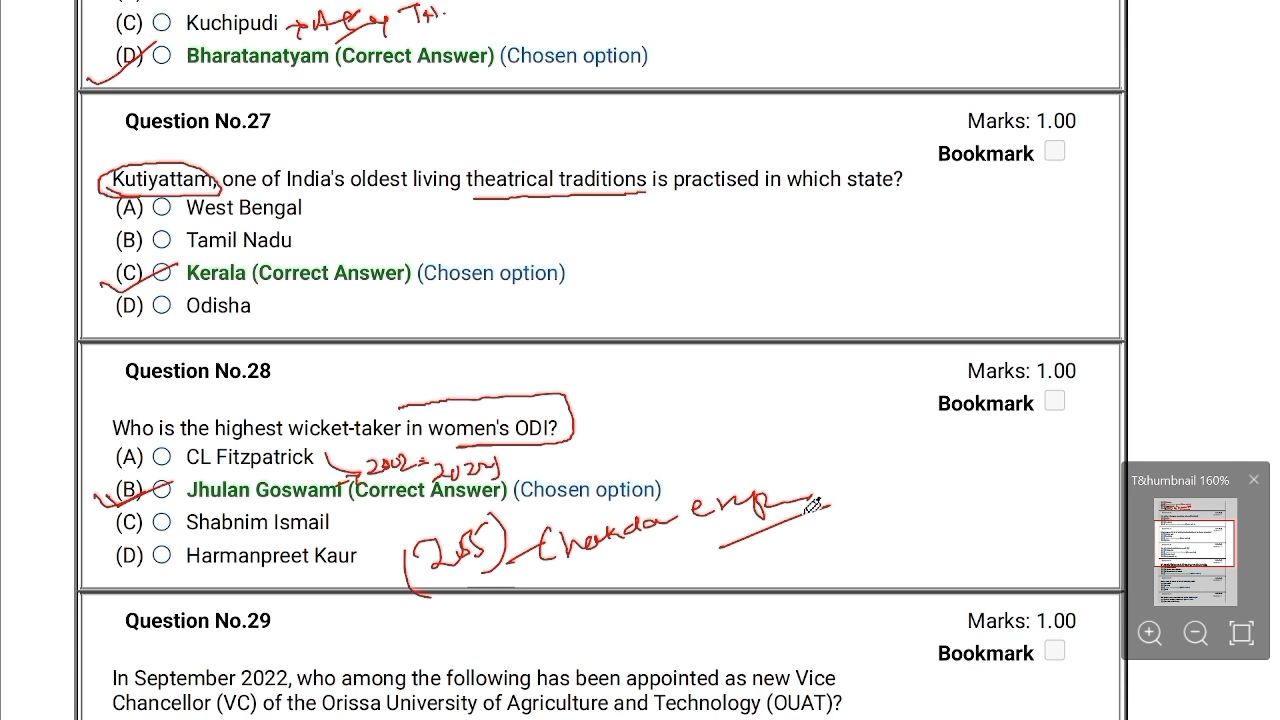 (C) Kuchipudi
(D) Bharatanatyam (Correct Answer) (Chosen option)
Question No.27 Marks: 1.00
Bookmark
Kutiyattam, one of India's oldest living theatrical traditions is practised in which state?
(A) West Bengal
(B) Tamil Nadu
(C) Kerala (Correct Answer) (Chosen option)
(D) Odisha
Question No.28 Marks: 1.00
Bookmark
Who is the highest wicket-taker in women's ODI?
(A) CL Fitzpatrick
2002
(B) Jhulan Goswami (Correct Answer) (Chosen option)
(C) Shabnim Ismail
(D) Harmanpreet Kaur
(255) Chakda
Question No.29 Marks: 1.00
Bookmark
In September 2022, who among the following has been appointed as new Vice
Chancellor (VC) of the Orissa University of Agriculture and Technology (OUAT)?
T&humbnail 160%